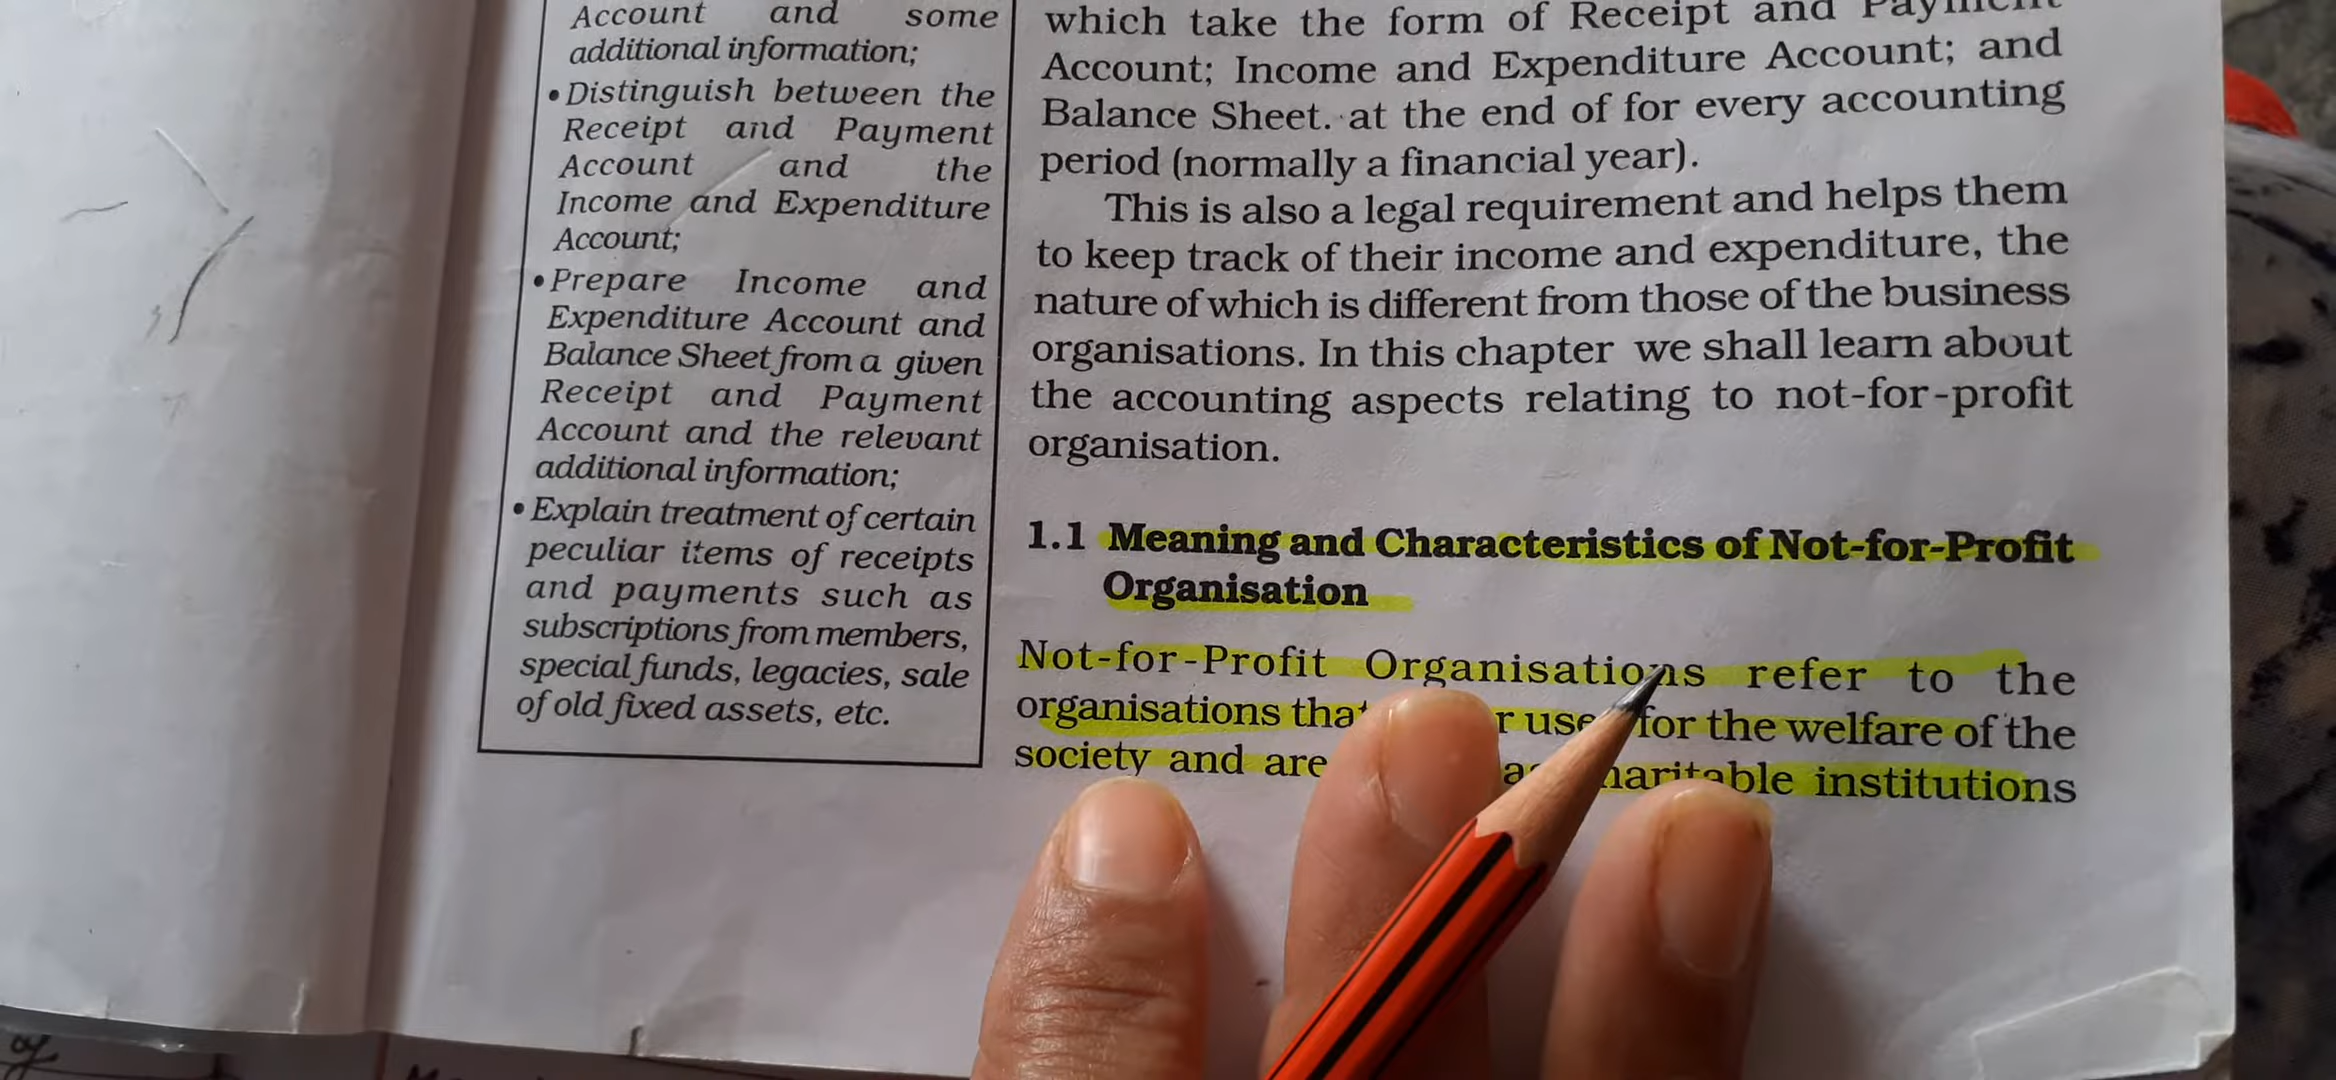 Account and some
additional information;
• Distinguish between the
Receipt and Payment
Account and the
Income and Expenditure
Account;
• Prepare Income and
Expenditure Account and
Balance Sheet from a given
Receipt and Payment
Account and the relevant
additional information;
• Explain treatment of certain
peculiar items of receipts
and payments such as
subscriptions from members,
special funds, legacies, sale
of old fixed assets, etc.
which take the form of Receipt and Payment
Account; Income and Expenditure Account; and
Balance Sheet. at the end of for every accounting
period (normally a financial year).
This is also a legal requirement and helps them
to keep track of their income and expenditure, the
nature of which is different from those of the business
organisations. In this chapter we shall learn about
the accounting aspects relating to not-for-profit
organisation.
1.1 Meaning and Characteristics of Not-for-Profit
Organisation
Not-for-Profit Organisations refer to the
organisations for the welfare of the
society and are institutions
of